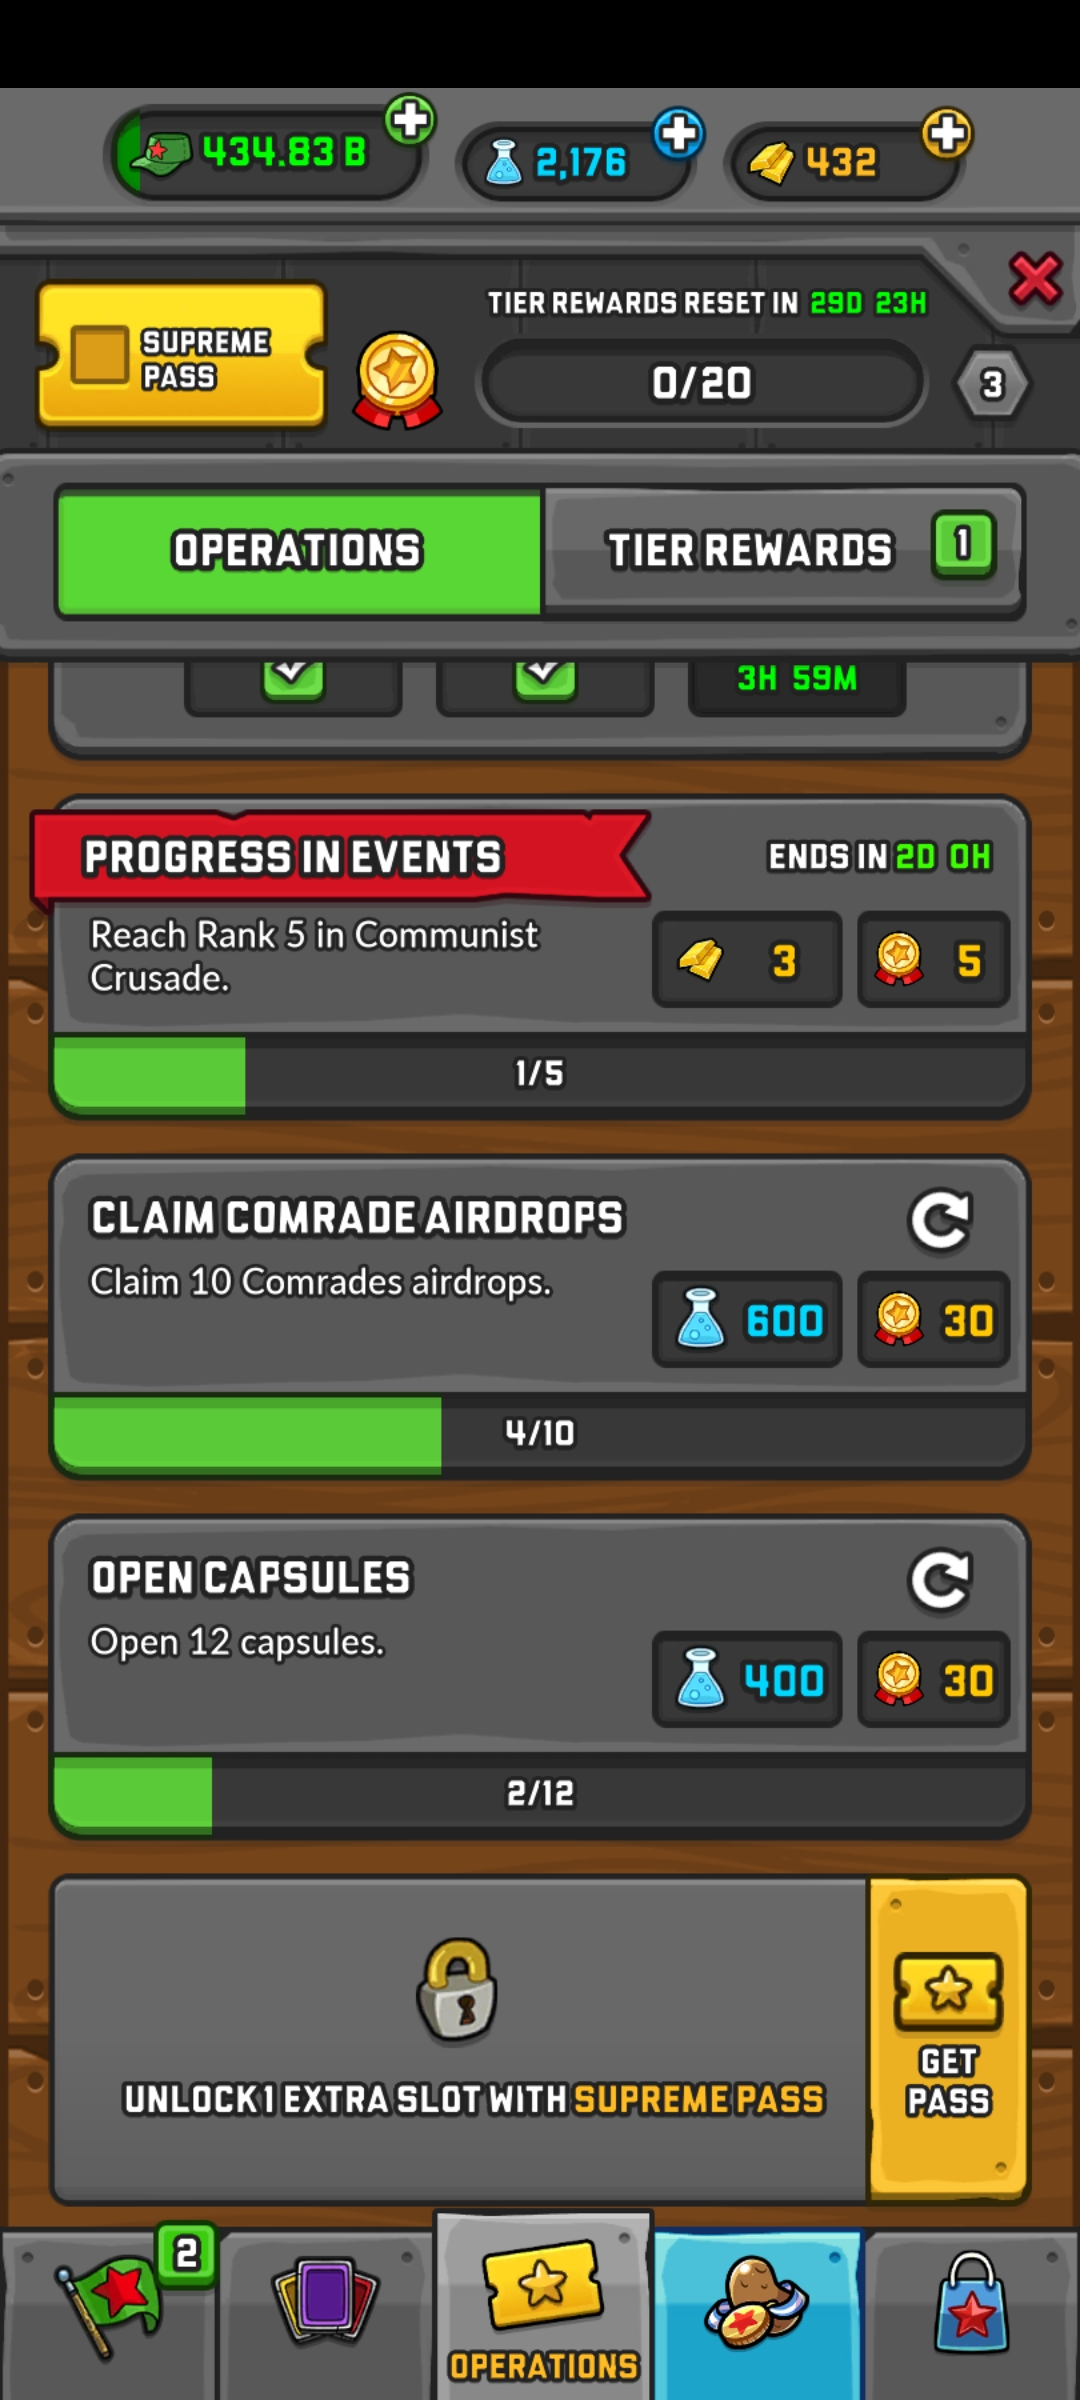 434.83 B
2,176
432
TIER REWARDS RESET IN 29D 23H
SUPREME
PASS
0/20
3
OPERATIONS
TIER REWARDS
1
3H 59M
PROGRESS IN EVENTS
ENDS IN 2D 0H
Reach Rank 5 in Communist
Crusade.
3
5
1/5
CLAIM COMRADE AIRDROPS
Claim 10 Comrades airdrops.
600
30
4/10
OPEN CAPSULES
Open 12 capsules.
400
30
2/12
UNLOCK 1 EXTRA SLOT WITH SUPREME PASS
GET
PASS
2
OPERATIONS